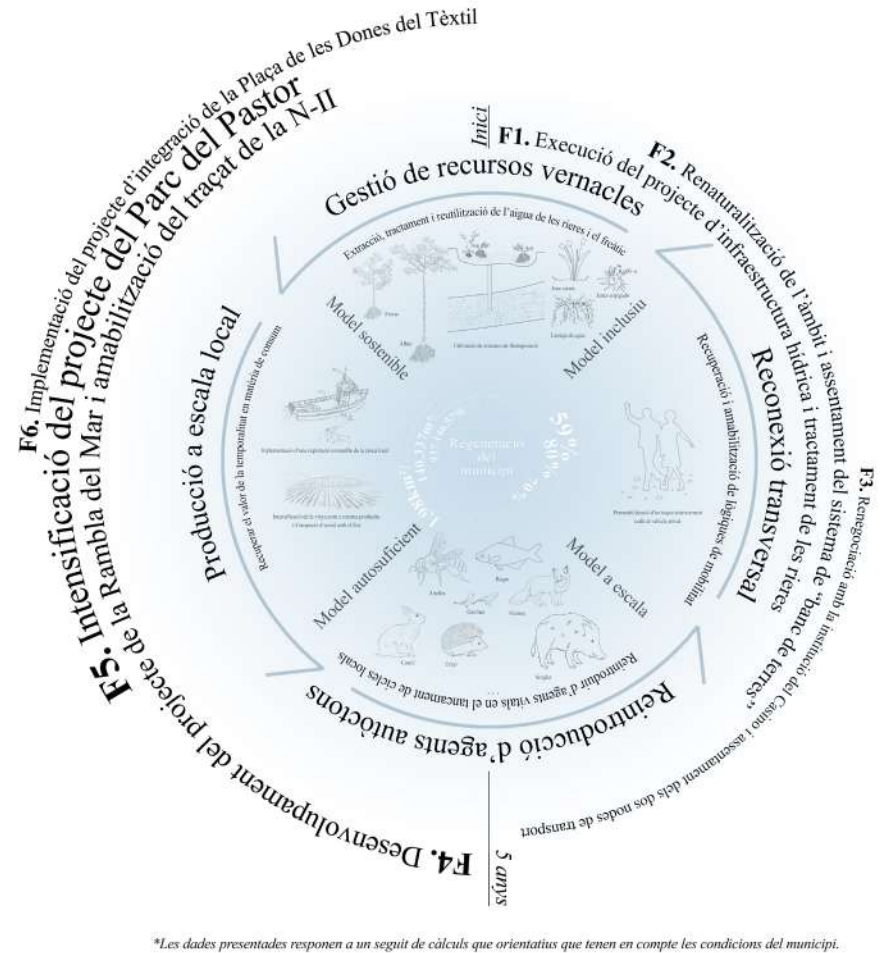 Inici
F1. Execució del projecte d'infraestructura hídrica i tractament de les rieres
F2. Renaturalització de l'àmbit i assentament del sistema de "banc de terres"
F3. Renegociació amb la institució del Casino i assentament dels dos nodes de transport
5 anys
F4. Desenvolupament del projecte de la Rambla del Mar i amabilització del traçat de la N-II
F5. Intensificació del projecte del Parc del Pastor
F6. Implementació del projecte d'integració de la Plaça de les Dones del Tèxtil
Gestió de recursos vernacles
Extracció, tractament i reutilització de l'aigua de les rieres i el freàtic
Reconexió transversal
Recuperació i amabilització de lògiques de mobilitat
Reintroducció d'agents autòctons
Reintroduir d'agents vitals en el tancament de cicles locals
...
Producció a escala local
Recuperar el valor de la temporalitat en matèria de consum
Model sostenible
Model inclusiu
Model a escala
Model autosuficient
Regeneració
del
municipi
59%
80%
70%
Abelles
Bagre
Conill
Eriçó
*Les dades presentades responen a un seguit de càlculs que orientatius que tenen en compte les condicions del municipi.